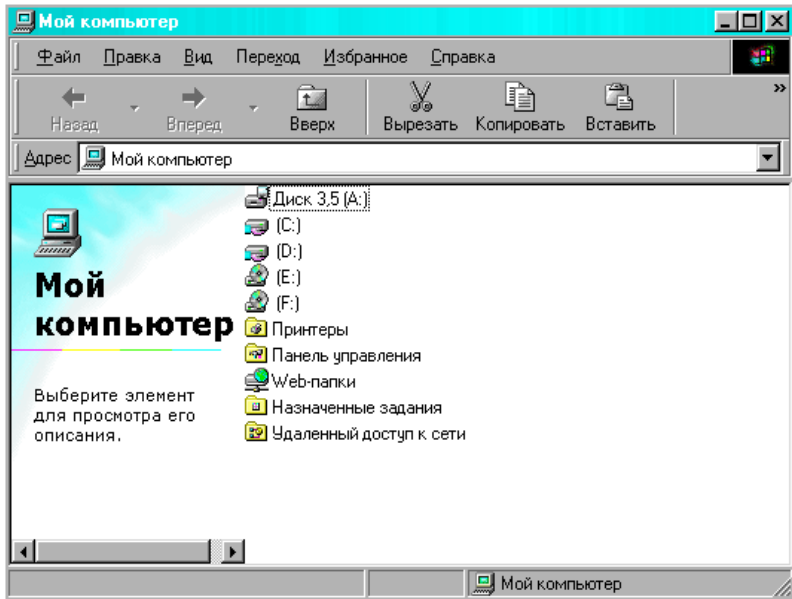 Мой компьютер
Файл Правка Вид Переход Избранное Справка
Назад Вперед Вверх Вырезать Копировать Вставить »
Адрес Мой компьютер
Диск 3,5 (A:)
(C:)
(D:)
(E:)
(F:)
Принтеры
Панель управления
Web-папки
Назначенные задания
Удаленный доступ к сети
Мой
компьютер
Выберите элемент
для просмотра его
описания.
Мой компьютер